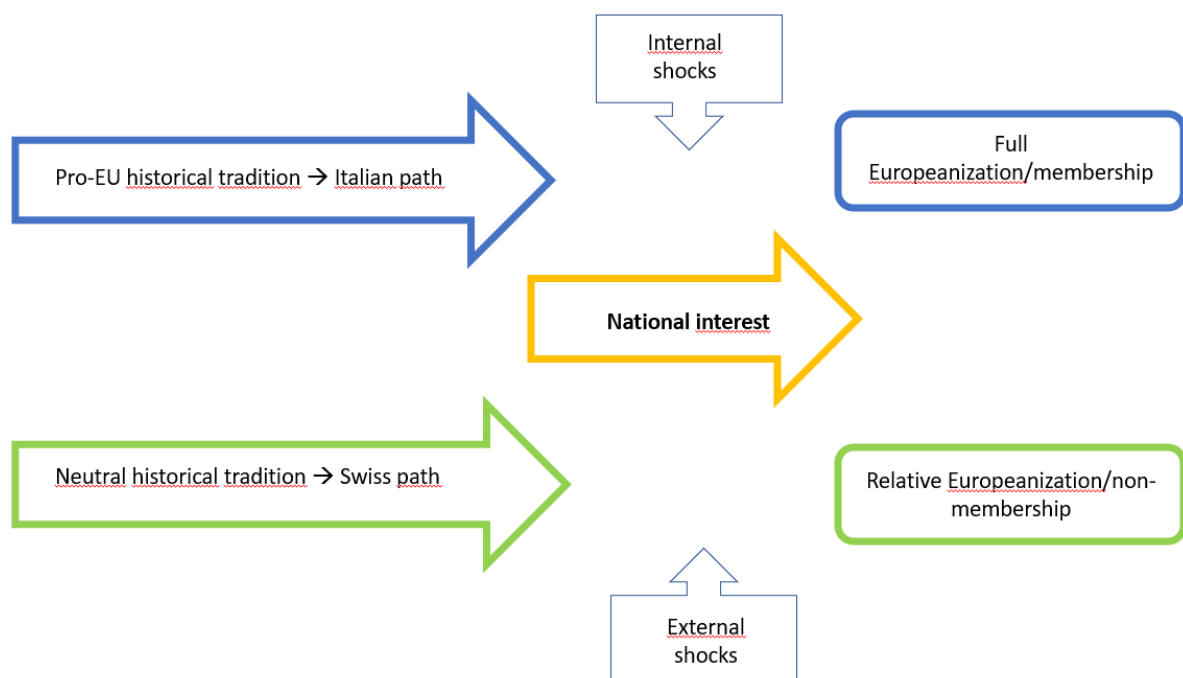 Internal
shocks
Pro-EU historical tradition → Italian path
Full
Europeanization/membership
National interest
Neutral historical tradition → Swiss path
Relative Europeanization/non-
membership
External
shocks